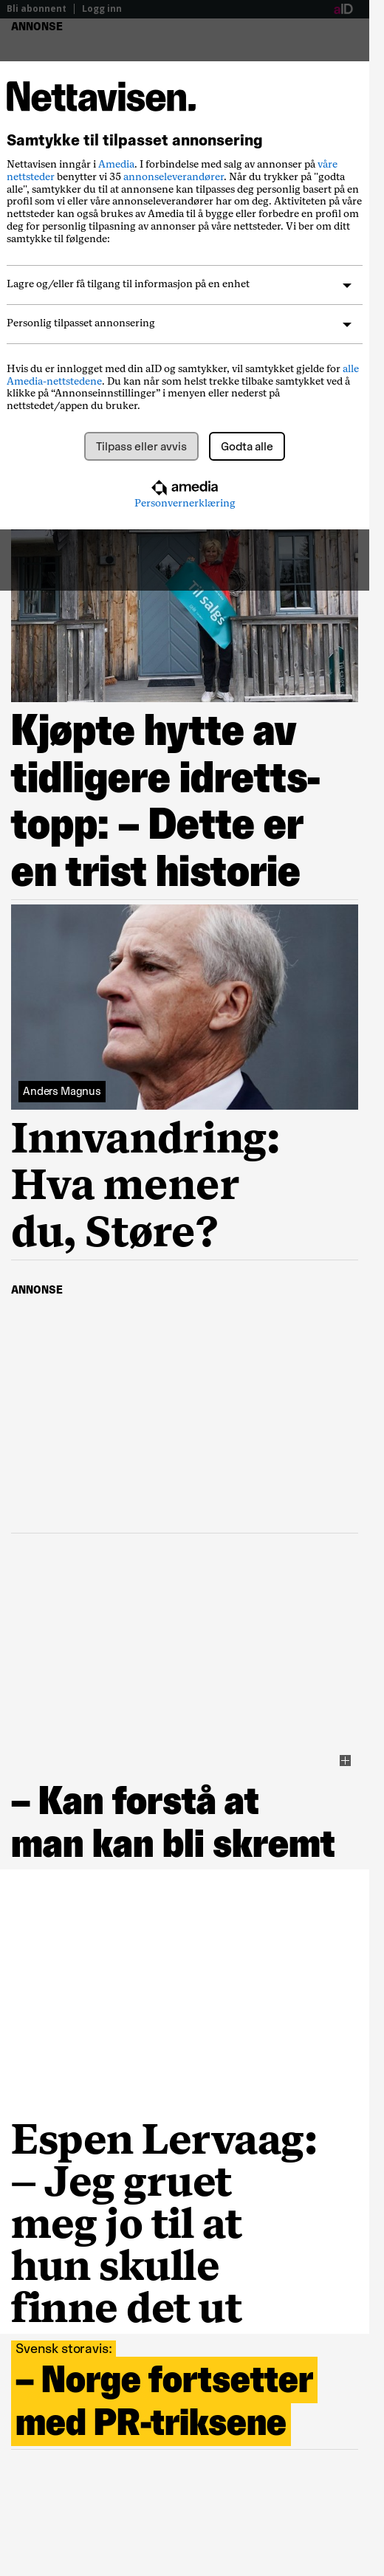 Bli abonnent | Logg inn
aID
ANNONSE
Nettavisen.
Samtykke til tilpasset annonsering
Nettavisen inngår i Amedia. I forbindelse med salg av annonser på våre
nettsteder benytter vi 35 annonseleverandører. Når du trykker på "godta
alle", samtykker du til at annonsene kan tilpasses deg personlig basert på en
profil som vi eller våre annonseleverandører har om deg. Aktiviteten på våre
nettsteder kan også brukes av Amedia til å bygge eller forbedre en profil om
deg for personlig tilpasning av annonser på våre nettsteder. Vi ber om ditt
samtykke til følgende:
Lagre og/eller få tilgang til informasjon på en enhet
Personlig tilpasset annonsering
Hvis du er innlogget med din aID og samtykker, vil samtykket gjelde for alle
Amedia-nettstedene. Du kan når som helst trekke tilbake samtykket ved å
klikke på “Annonseinnstillinger” i menyen eller nederst på
nettstedet/appen du bruker.
Tilpass eller avvis
Godta alle
amedia
Personvernerklæring
Til salgs
Kjøpte hytte av
tidligere idretts-
topp: – Dette er
en trist historie
Anders Magnus
Innvandring:
Hva mener
du, Støre?
ANNONSE
– Kan forstå at
man kan bli skremt
Espen Lervaag:
– Jeg gruet
meg jo til at
hun skulle
finne det ut
Svensk storavis:
– Norge fortsetter
med PR-triksene